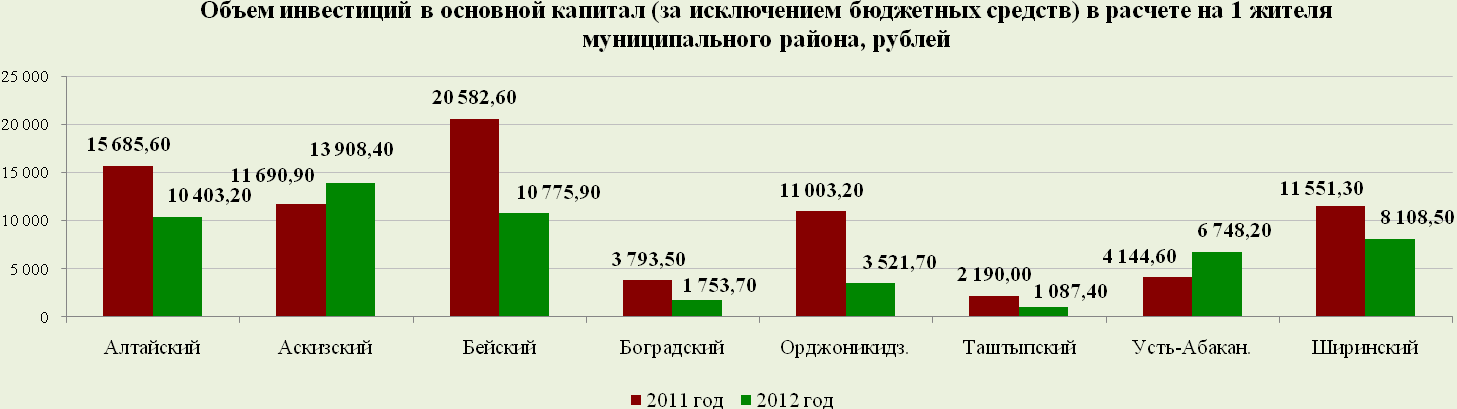 Объем инвестиций в основной капитал (за исключением бюджетных средств) в расчете на 1 жителя
муниципального района, рублей
25 000
20 000
15 000
10 000
5 000
0
15 685,60
10 403,20
11 690,90
13 908,40
20 582,60
10 775,90
3 793,50
1 753,70
11 003,20
3 521,70
2 190,00
1 087,40
4 144,60
6 748,20
11 551,30
8 108,50
Алтайский
Аскизский
Бейский
Боградский
Орджоникидз.
Таштыпский
Усть-Абакан.
Ширинский
2011 год
2012 год